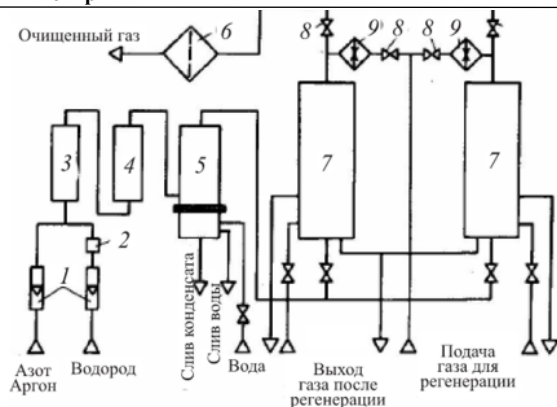 Очищенный газ
6
8
9
8
8
9
3
4
5
7
7
2
1
Слив конденсата
Слив воды
Азот
Аргон
Водород
Вода
Выход
газа после
регенерации
Подача
газа для
регенерации